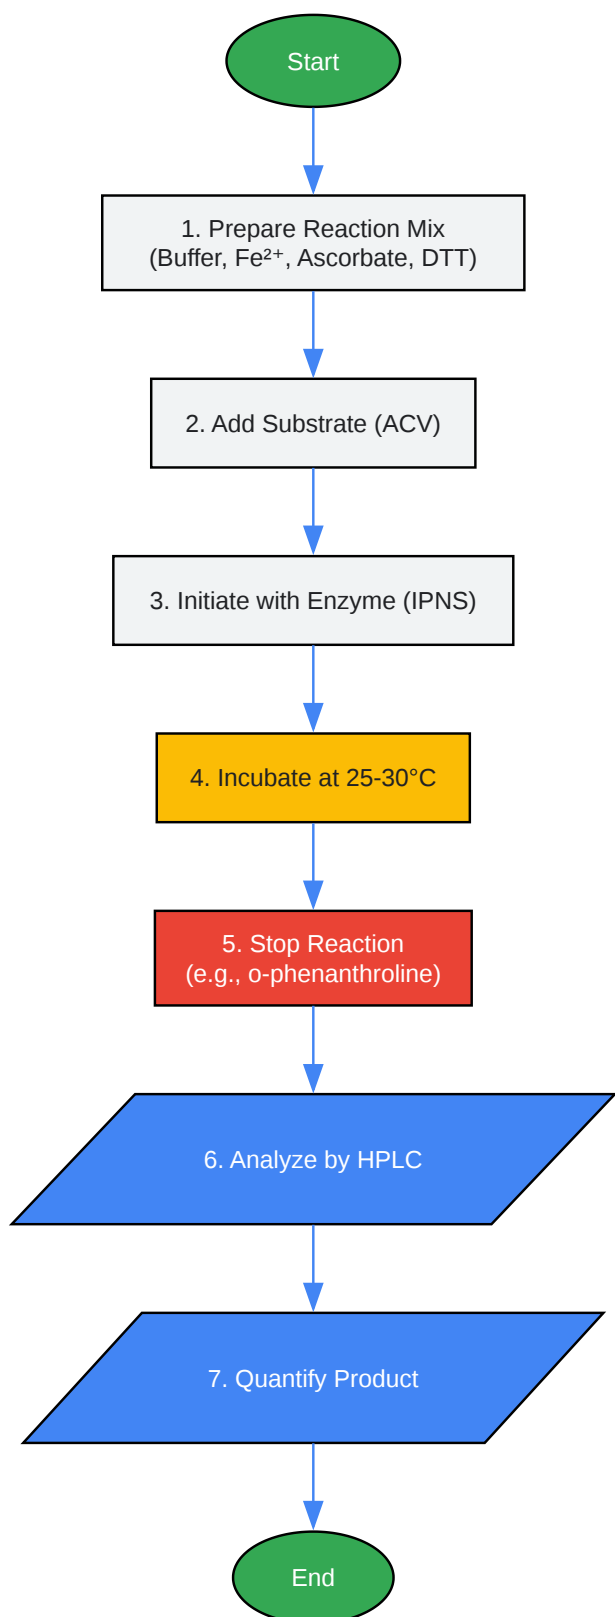 Start
1. Prepare Reaction Mix
(Buffer, Fe²⁺, Ascorbate, DTT)
2. Add Substrate (ACV)
3. Initiate with Enzyme (IPNS)
4. Incubate at 25-30°C
5. Stop Reaction
(e.g., o-phenanthroline)
6. Analyze by HPLC
7. Quantify Product
End